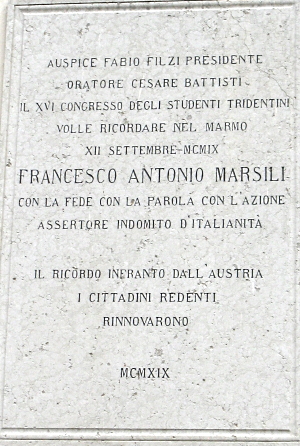 AUSPICE FABIO FILZI PRESIDENTE
ORATORE CESARE BATTISTI
IL XVI CONGRESSO DEGLI STUDENTI TRIDENTINI
VOLLE RICORDARE NEL MARMO
XII SETTEMBRE MCMIX
FRANCESCO ANTONIO MARSILI
CON LA FEDE CON LA PAROLA CON L'AZIONE
ASSERTORE INDOMITO D'ITALIANITÀ
IL RICORDO INFRANTO DALL'AUSTRIA
I CITTADINI REDENTI
RINNOVARONO
MCMXIX